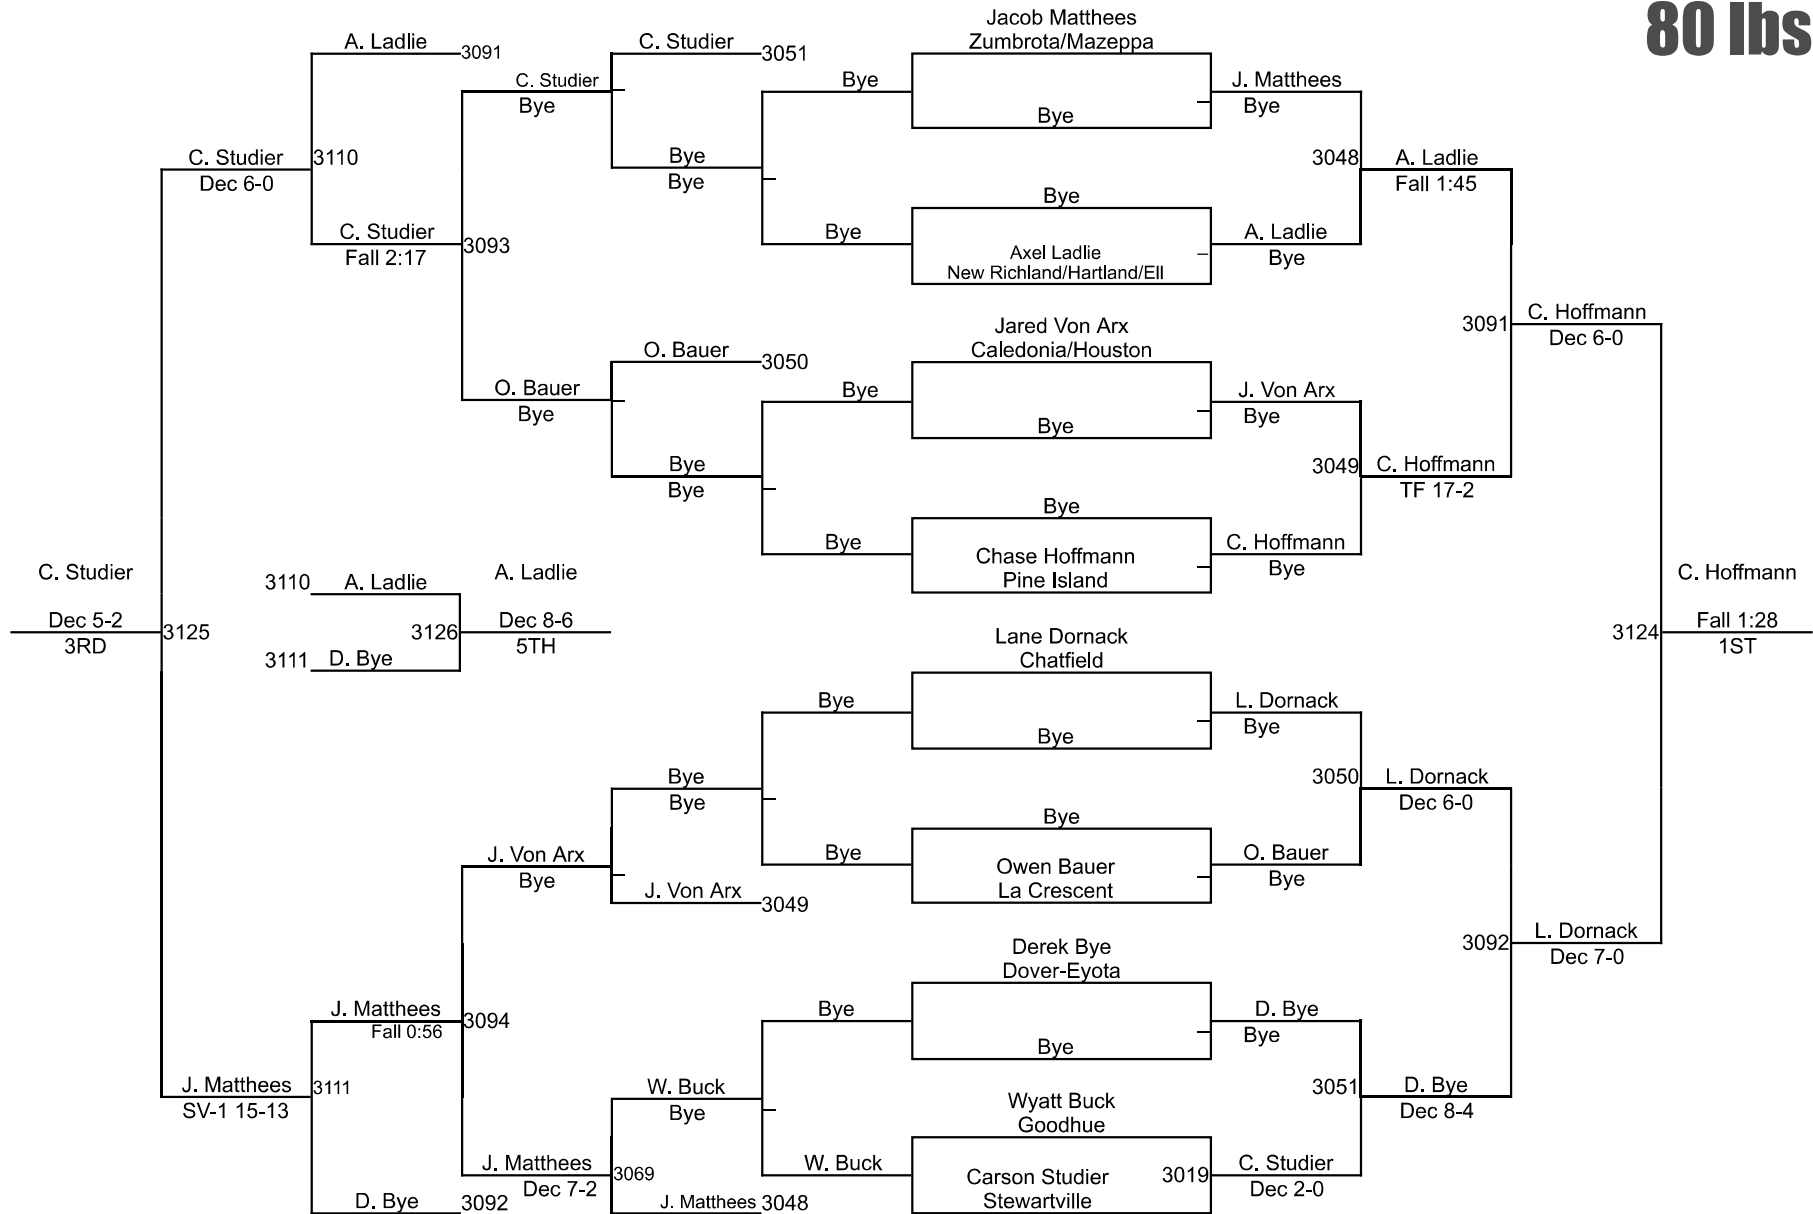 80 lbs
Jacob Matthees
Zumbrota/Mazeppa
A. Ladlie
3091
C. Studier
3051
C. Studier
Bye
Bye
Bye
J. Matthees
Bye
C. Studier
Dec 6-0
3110
Bye
Bye
3048
A. Ladlie
Fall 1:45
C. Studier
Fall 2:17
3093
Bye
Bye
Axel Ladlie
New Richland/Hartland/Ell
A. Ladlie
Bye
Jared Von Arx
Caledonia/Houston
3091
C. Hoffmann
Dec 6-0
O. Bauer
3050
O. Bauer
Bye
Bye
Bye
J. Von Arx
Bye
Bye
Bye
3049
C. Hoffmann
TF 17-2
Bye
Bye
Chase Hoffmann
Pine Island
C. Hoffmann
Bye
C. Studier
Dec 5-2
3RD
3125
3110
A. Ladlie
3111
D. Bye
3126
A. Ladlie
Dec 8-6
5TH
C. Hoffmann
3124
Fall 1:28
1ST
Lane Dornack
Chatfield
Bye
Bye
L. Dornack
Bye
Bye
Bye
3050
L. Dornack
Dec 6-0
J. Von Arx
Bye
Bye
Bye
Owen Bauer
La Crescent
O. Bauer
Bye
J. Von Arx
3049
3092
L. Dornack
Dec 7-0
Derek Bye
Dover-Eyota
J. Matthees
Fall 0:56
3094
Bye
Bye
D. Bye
Bye
J. Matthees
SV-1 15-13
3111
W. Buck
Bye
Wyatt Buck
Goodhue
3051
D. Bye
Dec 8-4
J. Matthees
Dec 7-2
3069
W. Buck
Carson Studier
Stewartville
3019
C. Studier
Dec 2-0
D. Bye
3092
J. Matthees
3048